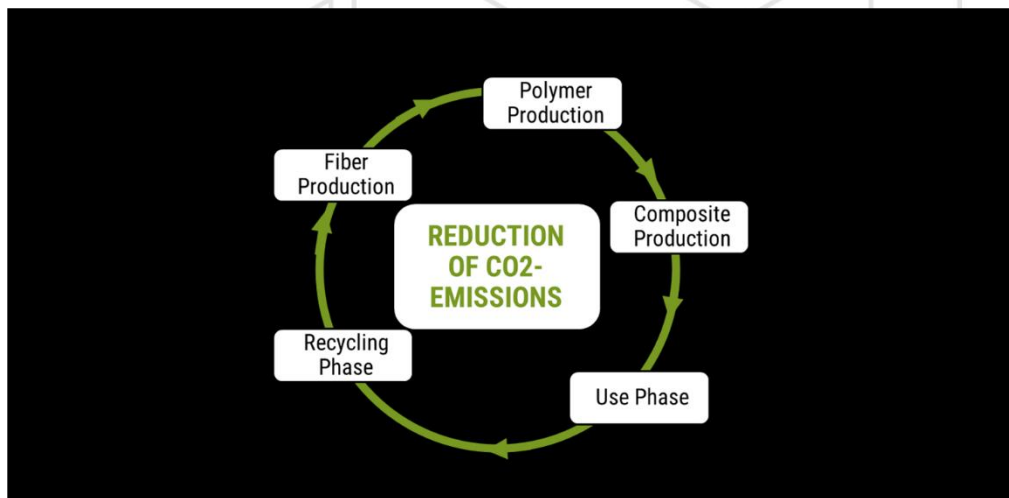 Polymer
Production
Fiber
Production
Composite
Production
REDUCTION
OF CO2-
EMISSIONS
Recycling
Phase
Use Phase